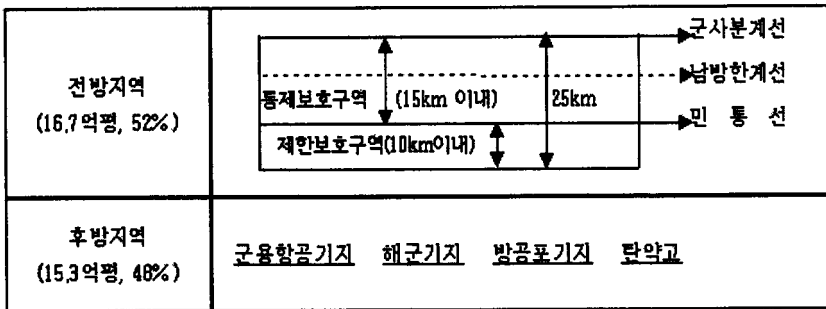 전방지역
(16.7억평, 52%)
군사분계선
남방한계선
통제보호구역 (15km 이내) 25km
민 통 선
제한보호구역(10km이내)
후방지역
(15.3억평, 48%)
군용항공기지 해군기지 방공포기지 탄약고